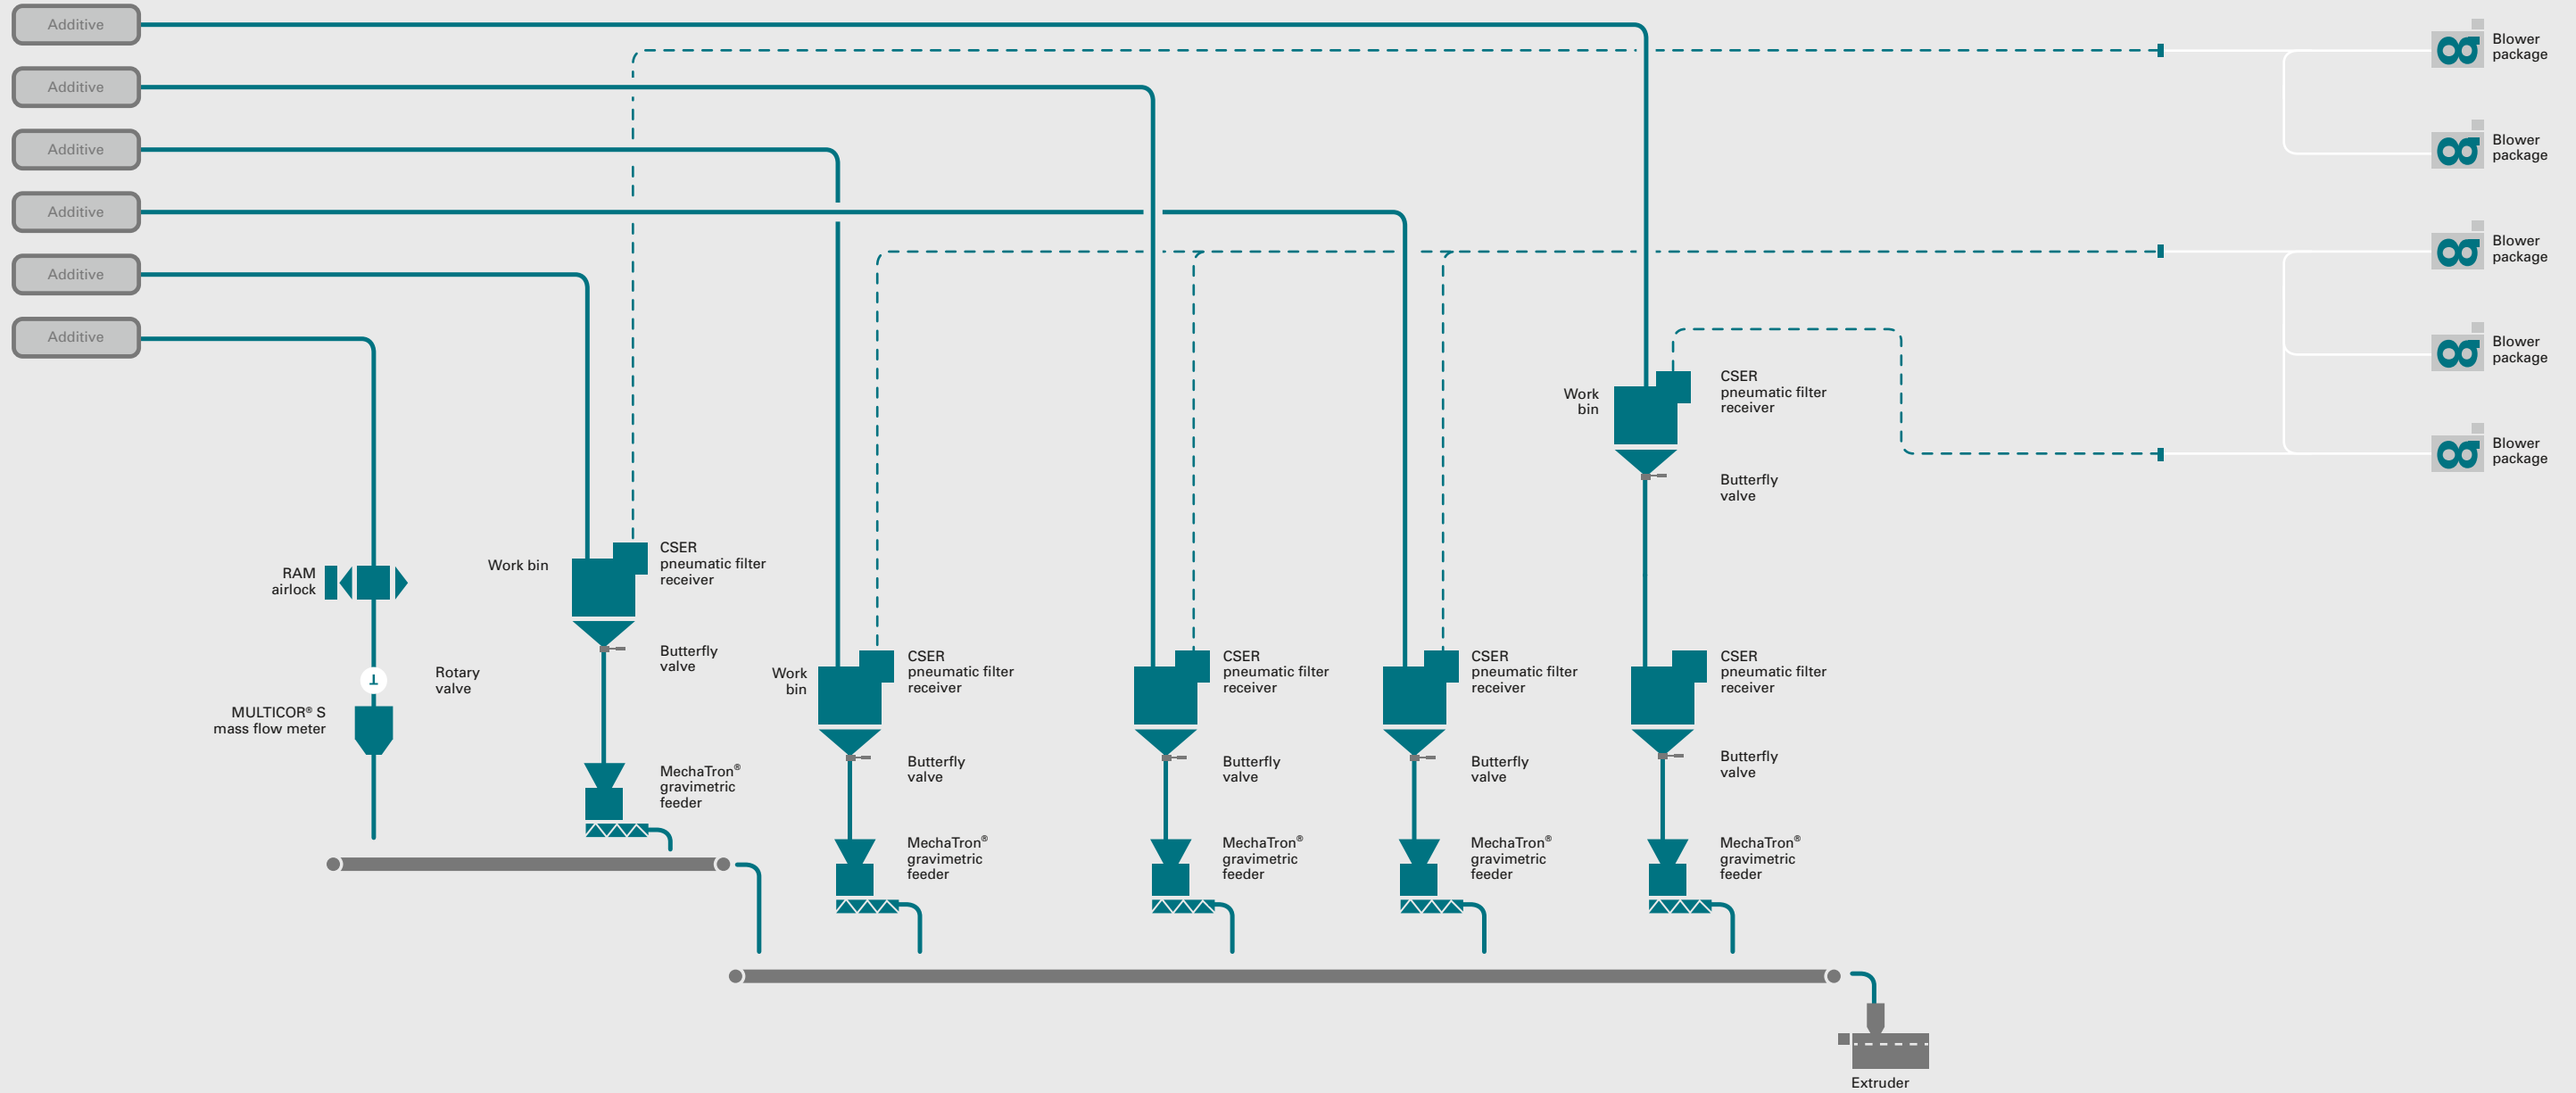 Additive
Additive
Additive
Additive
Additive
Additive
Blower
package
Blower
package
Blower
package
Blower
package
Blower
package
Work
bin
CSER
pneumatic filter
receiver
Butterfly
valve
RAM
airlock
Rotary
valve
MULTICOR® S
mass flow meter
Work bin
CSER
pneumatic filter
receiver
Butterfly
valve
MechaTron®
gravimetric
feeder
Work
bin
CSER
pneumatic filter
receiver
Butterfly
valve
MechaTron®
gravimetric
feeder
CSER
pneumatic filter
receiver
Butterfly
valve
MechaTron®
gravimetric
feeder
CSER
pneumatic filter
receiver
Butterfly
valve
MechaTron®
gravimetric
feeder
CSER
pneumatic filter
receiver
Butterfly
valve
MechaTron®
gravimetric
feeder
Extruder